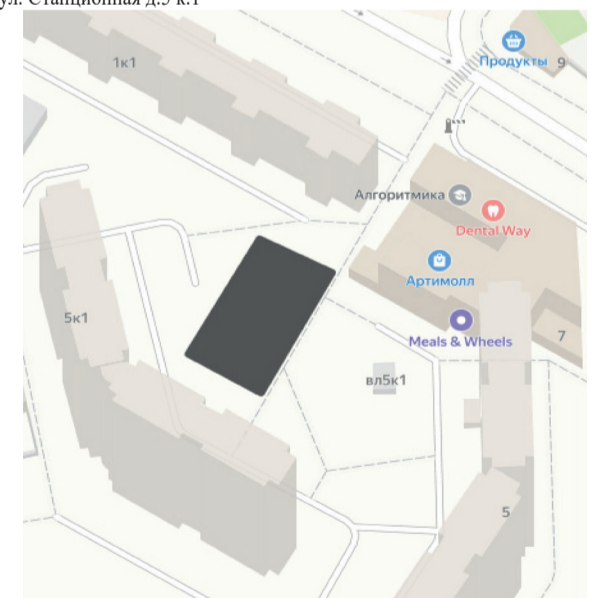 ул. Станционная д.5 к.1
1к1
Продукты 9
Алгоритмика
Dental Way
Артимолл
5к1
Meals & Wheels
7
вл5к1
5